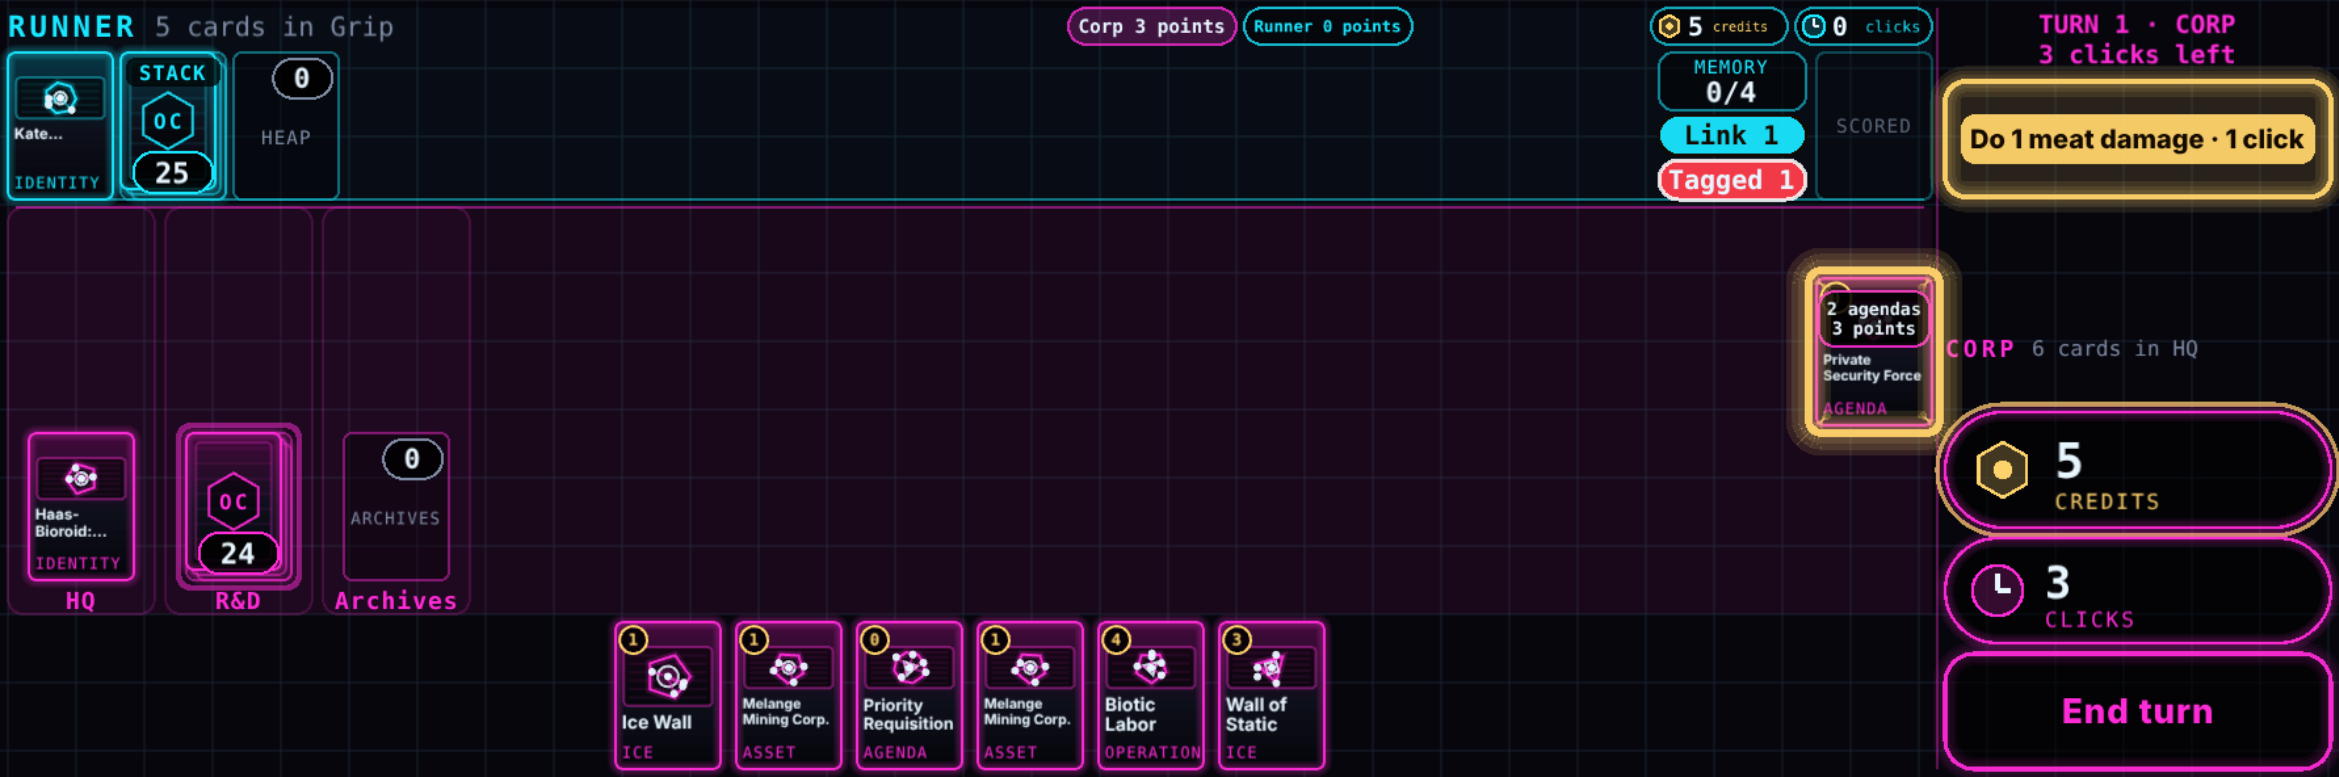 RUNNER 5 cards in Grip
Corp 3 points
Runner 0 points
5 credits
0 clicks
TURN 1 · CORP
3 clicks left
Kate...
IDENTITY
STACK
OC
25
0
HEAP
MEMORY
0/4
Link 1
Tagged 1
SCORED
Do 1 meat damage · 1 click
2 agendas
3 points
Private
Security Force
AGENDA
CORP 6 cards in HQ
Haas-
Bioroid:...
IDENTITY
HQ
OC
24
R&D
0
ARCHIVES
Archives
5
CREDITS
3
CLICKS
End turn
1
Ice Wall
ICE
1
Melange
Mining Corp.
ASSET
0
Priority
Requisition
AGENDA
1
Melange
Mining Corp.
ASSET
4
Biotic
Labor
OPERATION
3
Wall of
Static
ICE